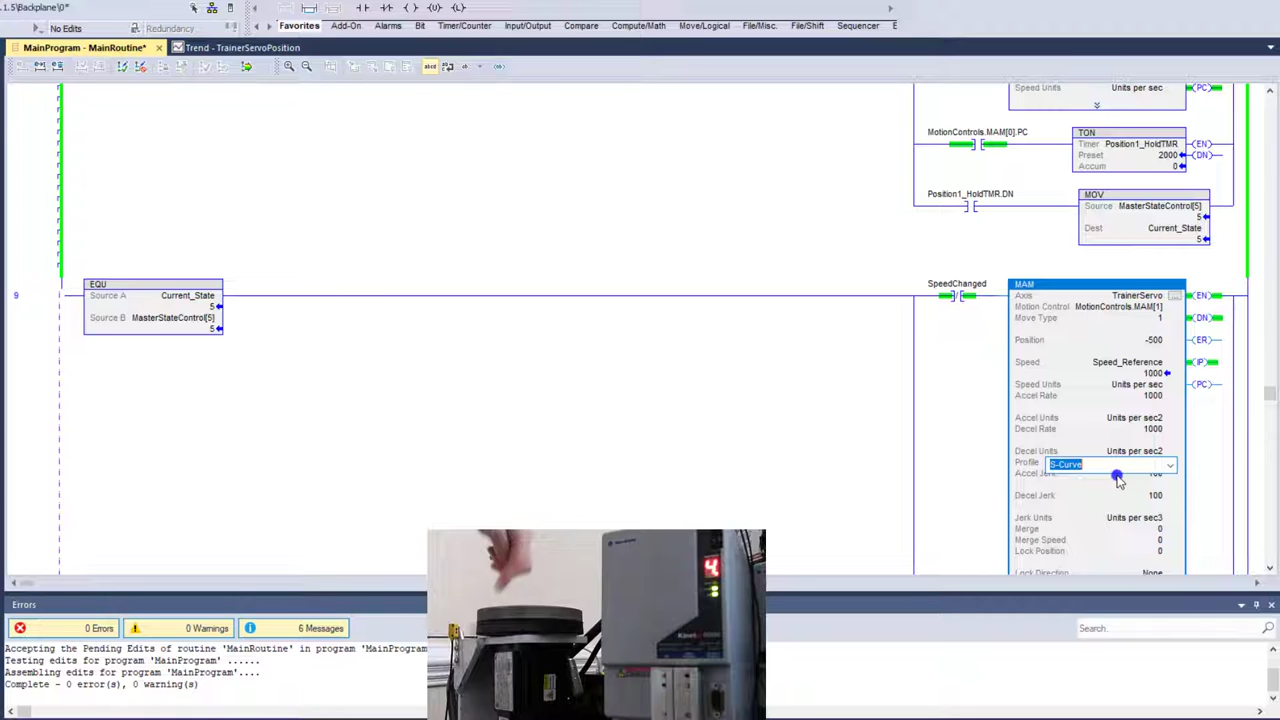 .1.5\Backplane\0*
No Edits
Redundancy
Favorites Add-On Alarms Bit Timer/Counter Input/Output Compare Compute/Math Move/Logical File/Misc. File/Shift Sequencer E
MainProgram - MainRoutine* × Trend - TrainerServoPosition
Speed Units Units per sec (PC)
MotionControls.MAM[0].PC
TON
Timer Position1_HoldTMR (EN)
Preset 2000 (DN)
Accum 0
Position1_HoldTMR.DN
MOV
Source MasterStateControl[5]
5
Dest Current_State
5
9
EQU
Source A Current_State
5
Source B MasterStateControl[5]
5
SpeedChanged
MAM
Axis TrainerServo ... (EN)
Motion Control MotionControls.MAM[1]
Move Type 1 (DN)
Position -500 (ER)
Speed Speed_Reference (IP)
1000
Speed Units Units per sec (PC)
Accel Rate 1000
Accel Units Units per sec2
Decel Rate 1000
Decel Units Units per sec2
Profile S-Curve
Accel Jerk 100
Decel Jerk 100
Jerk Units Units per sec3
Merge 0
Merge Speed 0
Lock Position 0
Lock Direction None
Errors
0 Errors 0 Warnings 6 Messages Search..
Accepting the Pending Edits of routine 'MainRoutine' in program 'MainProgram
Testing edits for program 'MainProgram' ......
Assembling edits for program 'MainProgram'....
Complete - 0 error(s), 0 warning(s)
4